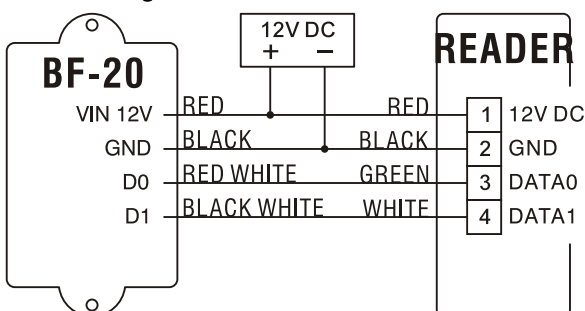 12V DC
+ −
BF-20
READER
VIN 12V RED RED 1 12V DC
GND BLACK BLACK 2 GND
D0 RED WHITE GREEN 3 DATA0
D1 BLACK WHITE WHITE 4 DATA1